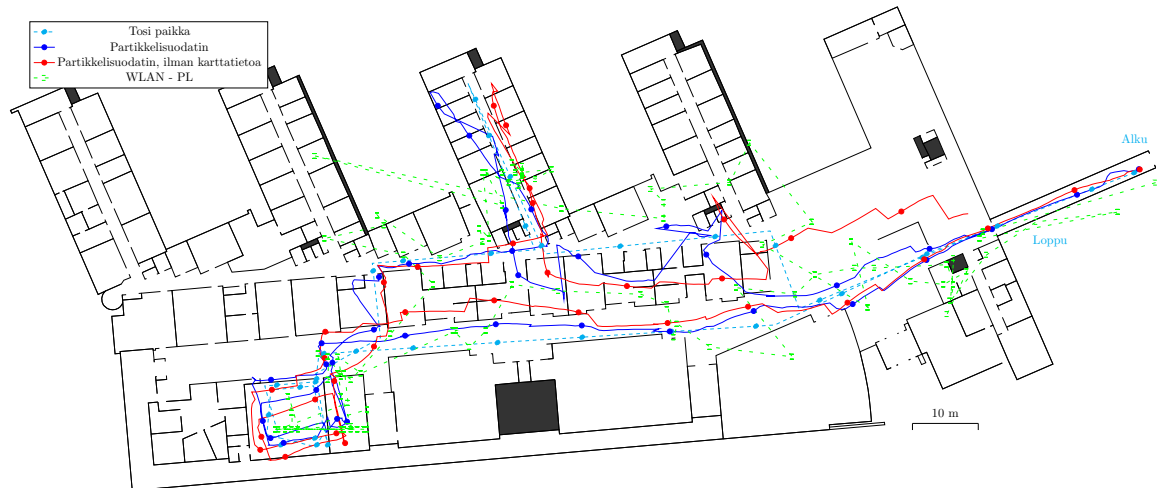 Tosi paikka
Partikkelisuodatin
Partikkelisuodatin, ilman karttatietoa
WLAN - PL
Alku
Loppu
10 m